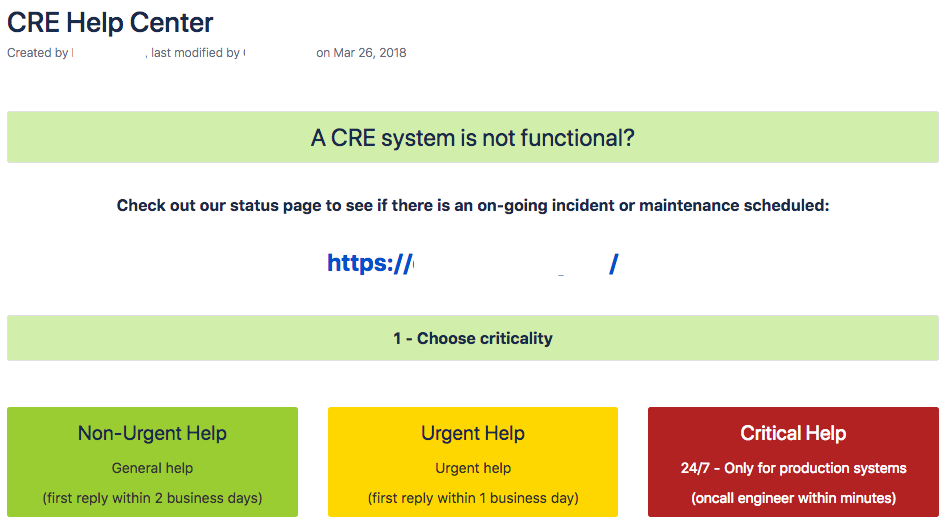 CRE Help Center
Created by , last modified by on Mar 26, 2018
A CRE system is not functional?
Check out our status page to see if there is an on-going incident or maintenance scheduled:
https:// /
1 - Choose criticality
Non-Urgent Help
General help
(first reply within 2 business days)
Urgent Help
Urgent help
(first reply within 1 business day)
Critical Help
24/7 - Only for production systems
(oncall engineer within minutes)